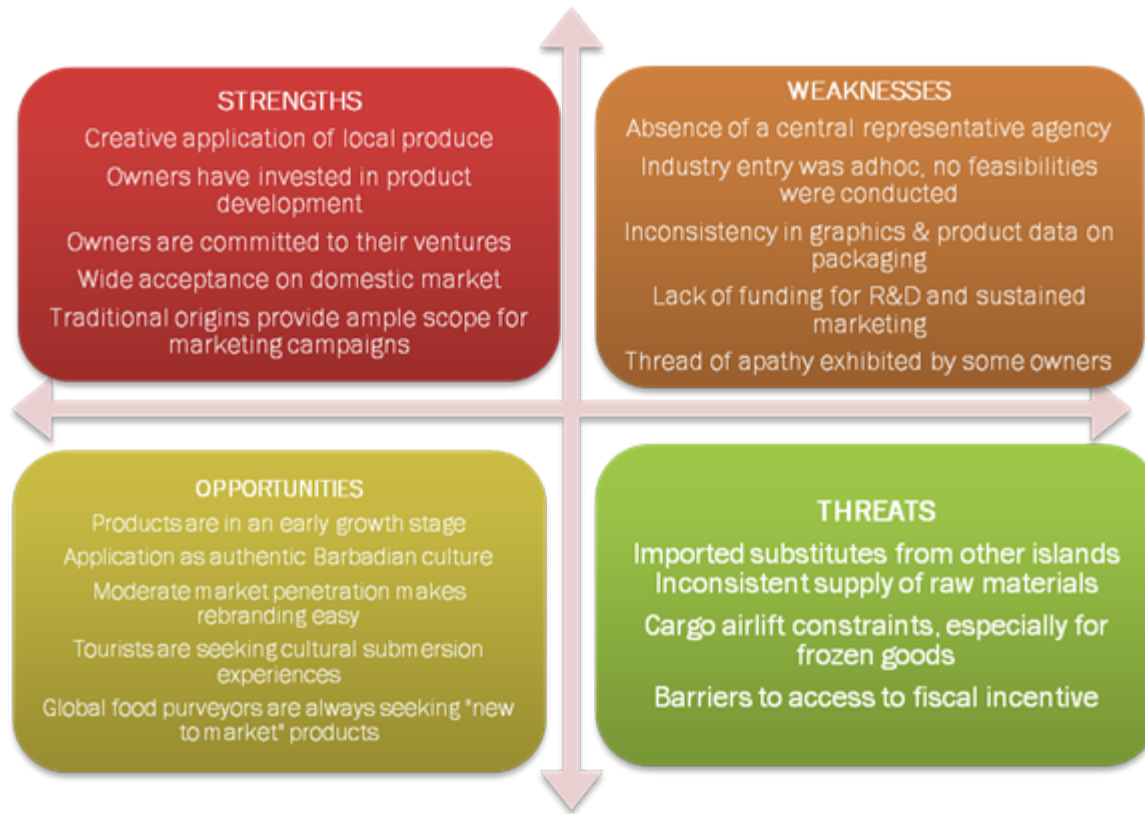 STRENGTHS
Creative application of local produce
Owners have invested in product
development
Owners are committed to their ventures
Wide acceptance on domestic market
Traditional origins provide ample scope for
marketing campaigns
WEAKNESSES
Absence of a central representative agency
Industry entry was adhoc, no feasibilities
were conducted
Inconsistency in graphics & product data on
packaging
Lack of funding for R&D and sustained
marketing
Thread of apathy exhibited by some owners
OPPORTUNITIES
Products are in an early growth stage
Application as authentic Barbadian culture
Moderate market penetration makes
rebranding easy
Tourists are seeking cultural submersion
experiences
Global food purveyors are always seeking "new
to market" products
THREATS
Imported substitutes from other islands
Inconsistent supply of raw materials
Cargo airlift constraints, especially for
frozen goods
Barriers to access to fiscal incentive